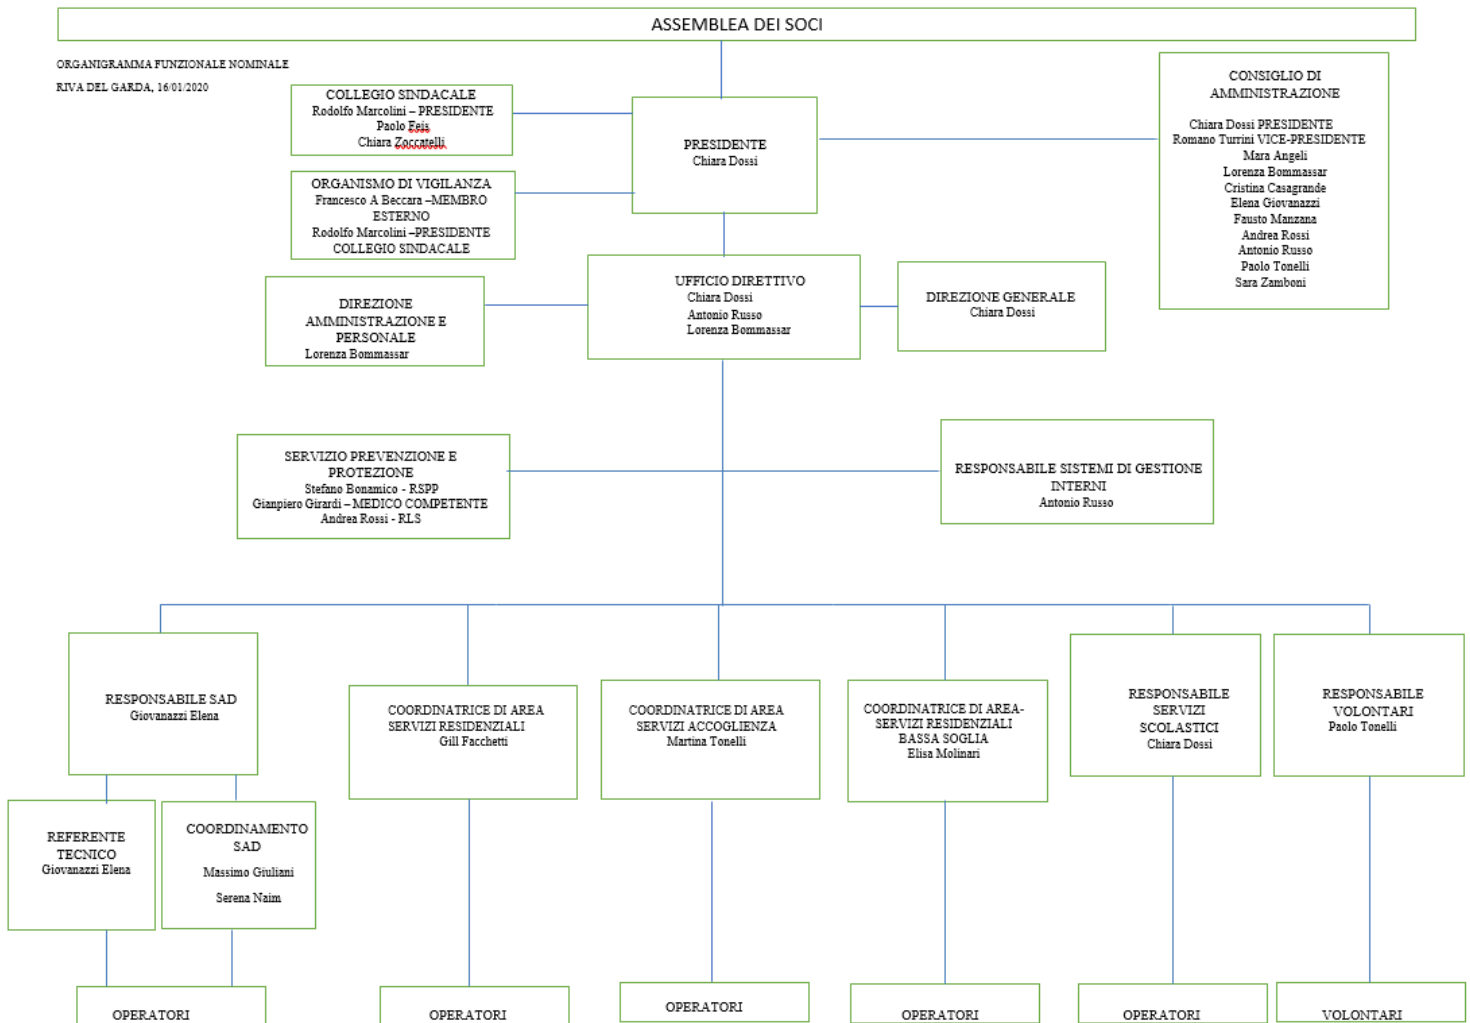 ASSEMBLEA DEI SOCI
ORGANIGRAMMA FUNZIONALE NOMINALE
RIVA DEL GARDA, 16/01/2020
COLLEGIO SINDACALE
Rodolfo Marcolini – PRESIDENTE
Paolo Feis
Chiara Zoccatelli
PRESIDENTE
Chiara Dossi
CONSIGLIO DI
AMMINISTRAZIONE
Chiara Dossi PRESIDENTE
Romano Turrini VICE-PRESIDENTE
Mara Angeli
Lorenza Bommassar
Cristina Casagrande
Elena Giovanazzi
Fausto Manzana
Andrea Rossi
Antonio Russo
Paolo Tonelli
Sara Zamboni
ORGANISMO DI VIGILANZA
Francesco A Beccara –MEMBRO
ESTERNO
Rodolfo Marcolini –PRESIDENTE
COLLEGIO SINDACALE
DIREZIONE
AMMINISTRAZIONE E
PERSONALE
Lorenza Bommassar
UFFICIO DIRETTIVO
Chiara Dossi
Antonio Russo
Lorenza Bommassar
DIREZIONE GENERALE
Chiara Dossi
SERVIZIO PREVENZIONE E
PROTEZIONE
Stefano Bonamico - RSPP
Gianpiero Girardi – MEDICO COMPETENTE
Andrea Rossi - RLS
RESPONSABILE SISTEMI DI GESTIONE
INTERNI
Antonio Russo
RESPONSABILE SAD
Giovanazzi Elena
COORDINATRICE DI AREA
SERVIZI RESIDENZIALI
Gill Facchetti
COORDINATRICE DI AREA
SERVIZI ACCOGLIENZA
Martina Tonelli
COORDINATRICE DI AREA-
SERVIZI RESIDENZIALI
BASSA SOGLIA
Elisa Molinari
RESPONSABILE
SERVIZI
SCOLASTICI
Chiara Dossi
RESPONSABILE
VOLONTARI
Paolo Tonelli
REFERENTE
TECNICO
Giovanazzi Elena
COORDINAMENTO
SAD
Massimo Giuliani
Serena Naim
OPERATORI
OPERATORI
OPERATORI
OPERATORI
OPERATORI
VOLONTARI